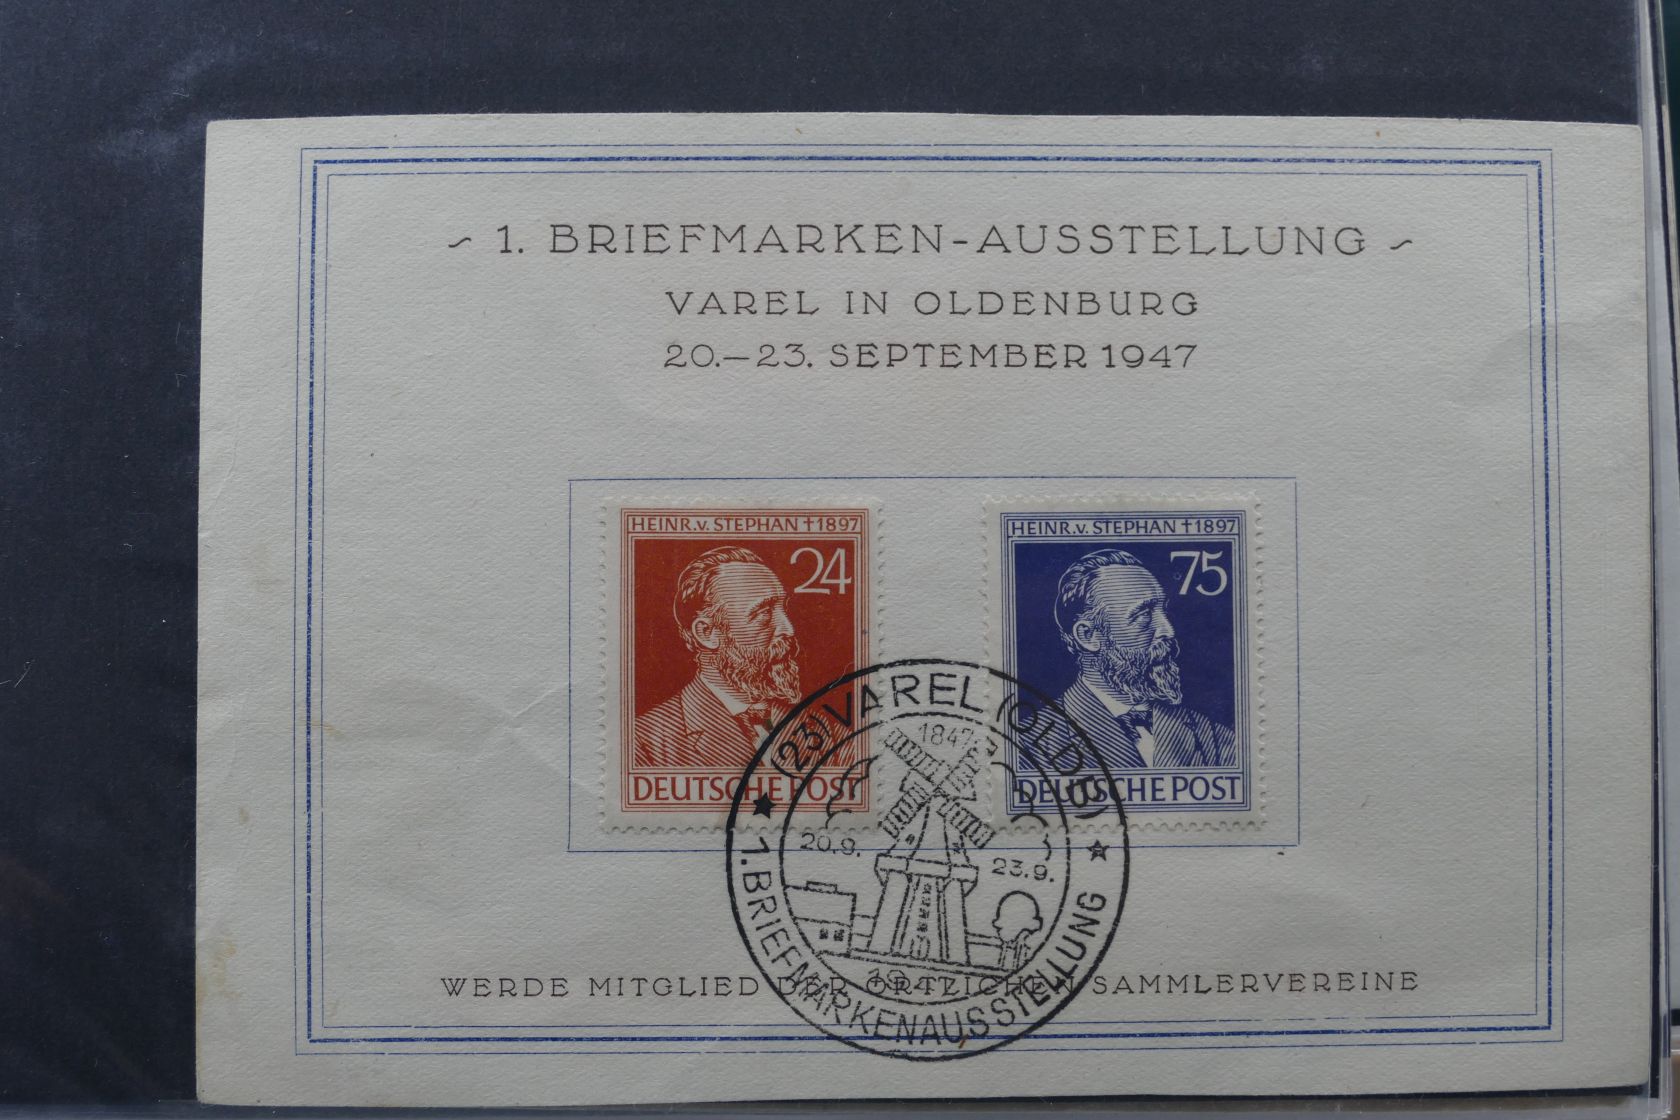 ~ 1. BRIEFMARKEN-AUSSTELLUNG ~
VAREL IN OLDENBURG
20.–23. SEPTEMBER 1947
HEINR. v. STEPHAN † 1897
24
DEUTSCHE POST
HEINR. v. STEPHAN † 1897
75
DEUTSCHE POST
(23) VAREL (OLDB)
1847
20.9.
23.9.
1947
★ 1. BRIEFMARKENAUSSTELLUNG ★
WERDE MITGLIED DER ÖRTLICHEN SAMMLERVEREINE